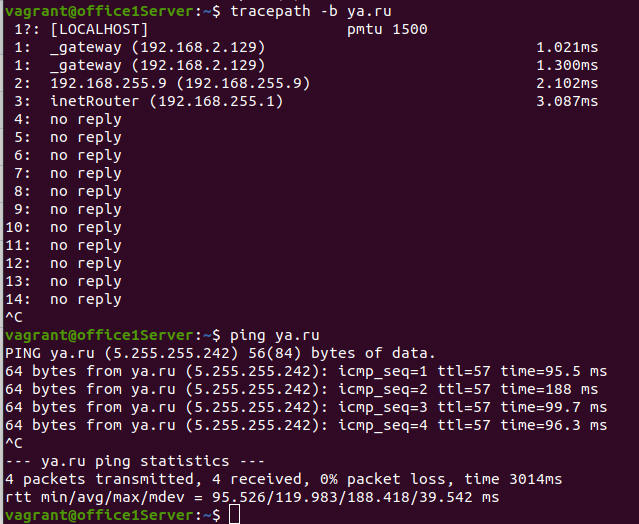 vagrant@office1Server:~$ tracepath -b ya.ru
1?: [LOCALHOST] pmtu 1500
1: _gateway (192.168.2.129) 1.021ms
1: _gateway (192.168.2.129) 1.300ms
2: 192.168.255.9 (192.168.255.9) 2.102ms
3: inetRouter (192.168.255.1) 3.087ms
4: no reply
5: no reply
6: no reply
7: no reply
8: no reply
9: no reply
10: no reply
11: no reply
12: no reply
13: no reply
14: no reply
^C
vagrant@office1Server:~$ ping ya.ru
PING ya.ru (5.255.255.242) 56(84) bytes of data.
64 bytes from ya.ru (5.255.255.242): icmp_seq=1 ttl=57 time=95.5 ms
64 bytes from ya.ru (5.255.255.242): icmp_seq=2 ttl=57 time=188 ms
64 bytes from ya.ru (5.255.255.242): icmp_seq=3 ttl=57 time=99.7 ms
64 bytes from ya.ru (5.255.255.242): icmp_seq=4 ttl=57 time=96.3 ms
^C
--- ya.ru ping statistics ---
4 packets transmitted, 4 received, 0% packet loss, time 3014ms
rtt min/avg/max/mdev = 95.526/119.983/188.418/39.542 ms
vagrant@office1Server:~$